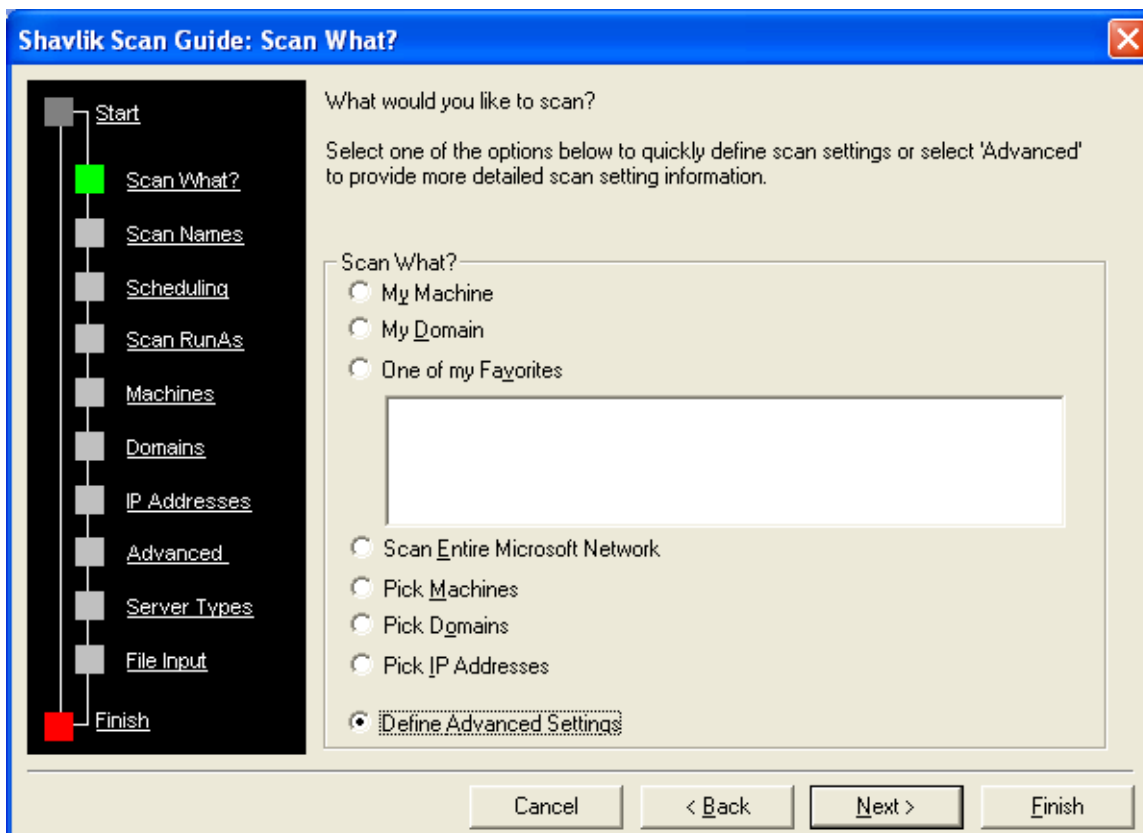 Shavlik Scan Guide: Scan What?
Start
Scan What?
Scan Names
Scheduling
Scan RunAs
Machines
Domains
IP Addresses
Advanced
Server Types
File Input
Finish
What would you like to scan?
Select one of the options below to quickly define scan settings or select 'Advanced'
to provide more detailed scan setting information.
Scan What?
My Machine
My Domain
One of my Favorites
Scan Entire Microsoft Network
Pick Machines
Pick Domains
Pick IP Addresses
Define Advanced Settings
Cancel
< Back
Next >
Finish